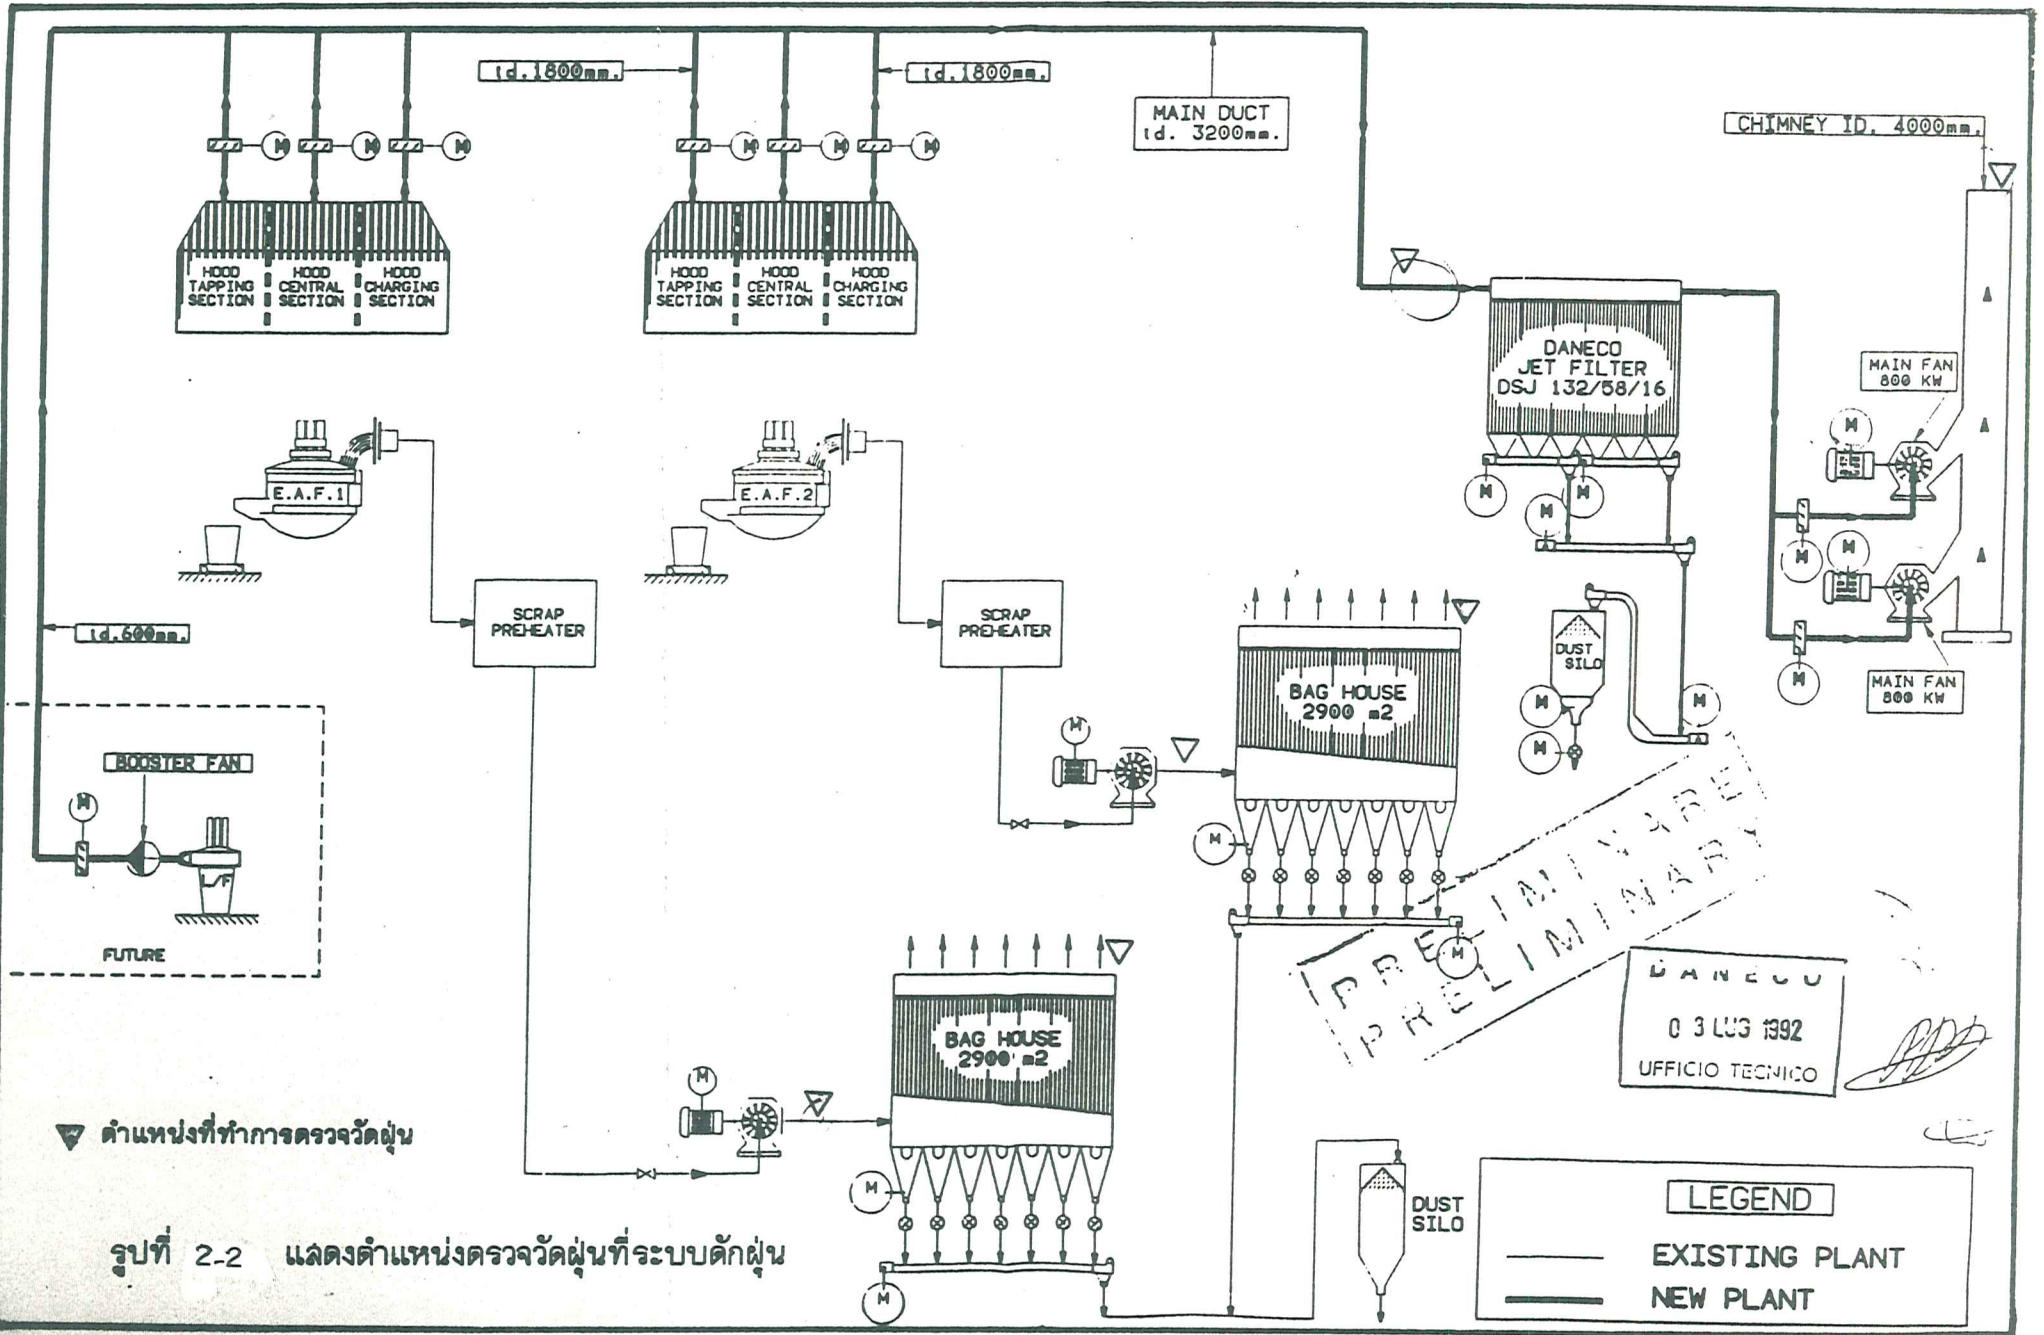 id.1800mm.
id.1800mm.
MAIN DUCT
id. 3200mm.
CHIMNEY ID. 4000mm.
M
M
M
M
M
M
HOOD
TAPPING
SECTION
HOOD
CENTRAL
SECTION
HOOD
CHARGING
SECTION
HOOD
TAPPING
SECTION
HOOD
CENTRAL
SECTION
HOOD
CHARGING
SECTION
DANECO
JET FILTER
DSJ 132/58/16
MAIN FAN
800 KW
M
E.A.F.1
E.A.F.2
M
M
M
M
M
M
SCRAP
PREHEATER
SCRAP
PREHEATER
id.600mm.
DUST
SILO
M
M
M
M
MAIN FAN
800 KW
BAG HOUSE
2900 m2
BOOSTER FAN
M
L/F
FUTURE
M
M
M
PRELIMINARE
PRELIMINARY
DANECO
03 LUG 1992
UFFICIO TECNICO
BAG HOUSE
2900 m2
M
M
M
ตำแหน่งที่ทำการตรวจวัดฝุ่น
รูปที่ 2-2 แสดงตำแหน่งตรวจวัดฝุ่นที่ระบบดักฝุ่น
DUST
SILO
LEGEND
EXISTING PLANT
NEW PLANT